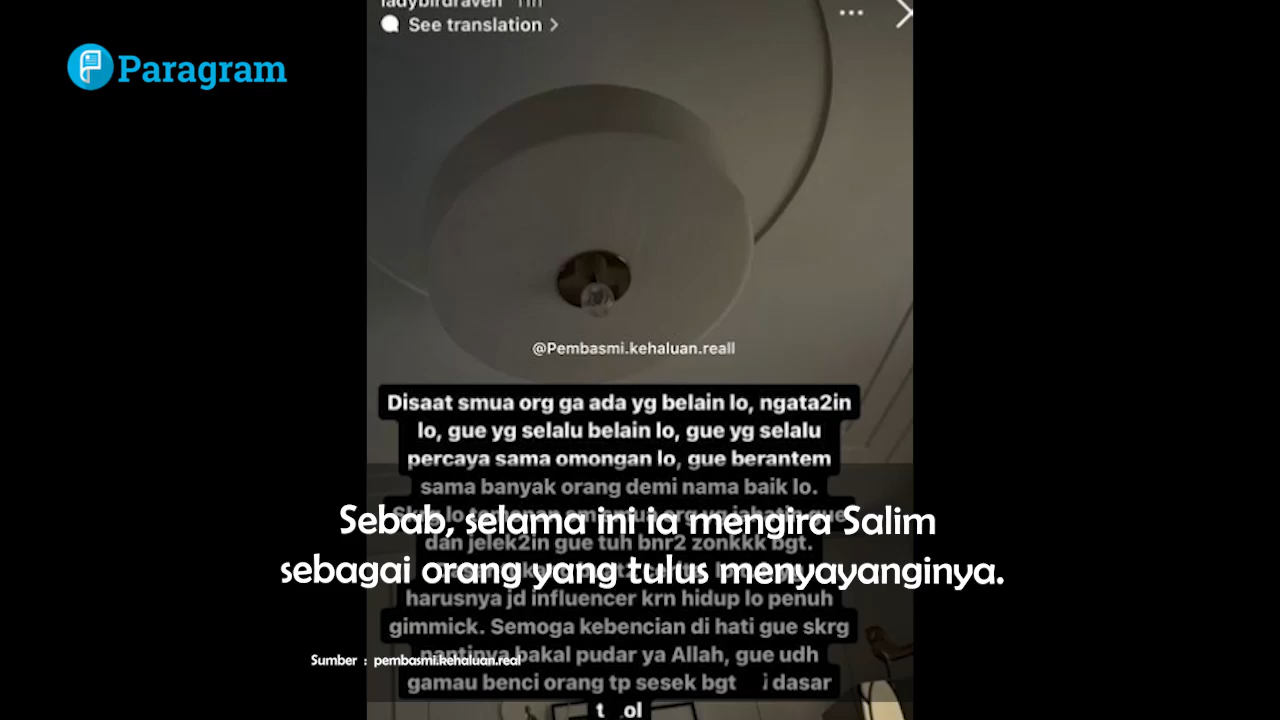 ladybirdraven 11h
See translation >
Paragram
@Pembasmi.kehaluan.reall
Disaat smua org ga ada yg belain lo, ngata2in
lo, gue yg selalu belain lo, gue yg selalu
percaya sama omongan lo, gue berantem
sama banyak orang demi nama baik lo.
dan jelek2in gue tuh bnr2 zonkkk bgt.
Sebab, selama ini ia mengira Salim
sebagai orang yang tulus menyayanginya.
harusnya jd influencer krn hidup lo penuh
gimmick. Semoga kebencian di hati gue skrg
nantinya bakal pudar ya Allah, gue udh
Sumber : pembasmi.kehaluan.real
gamau benci orang tp sesek bgt i dasar
t ol